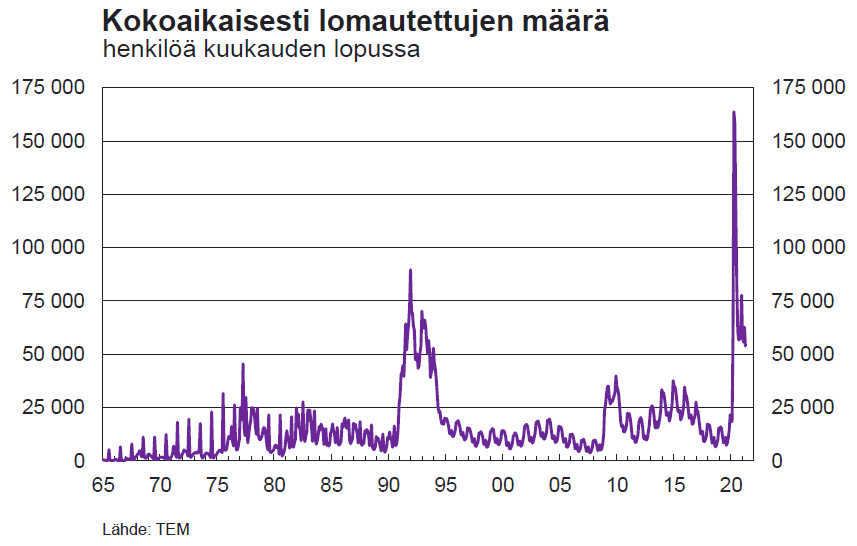 Kokoaikaisesti lomautettujen määrä
henkilöä kuukauden lopussa
175 000 175 000
150 000 150 000
125 000 125 000
100 000 100 000
75 000 75 000
50 000 50 000
25 000 25 000
0 0
65 70 75 80 85 90 95 00 05 10 15 20
Lähde: TEM